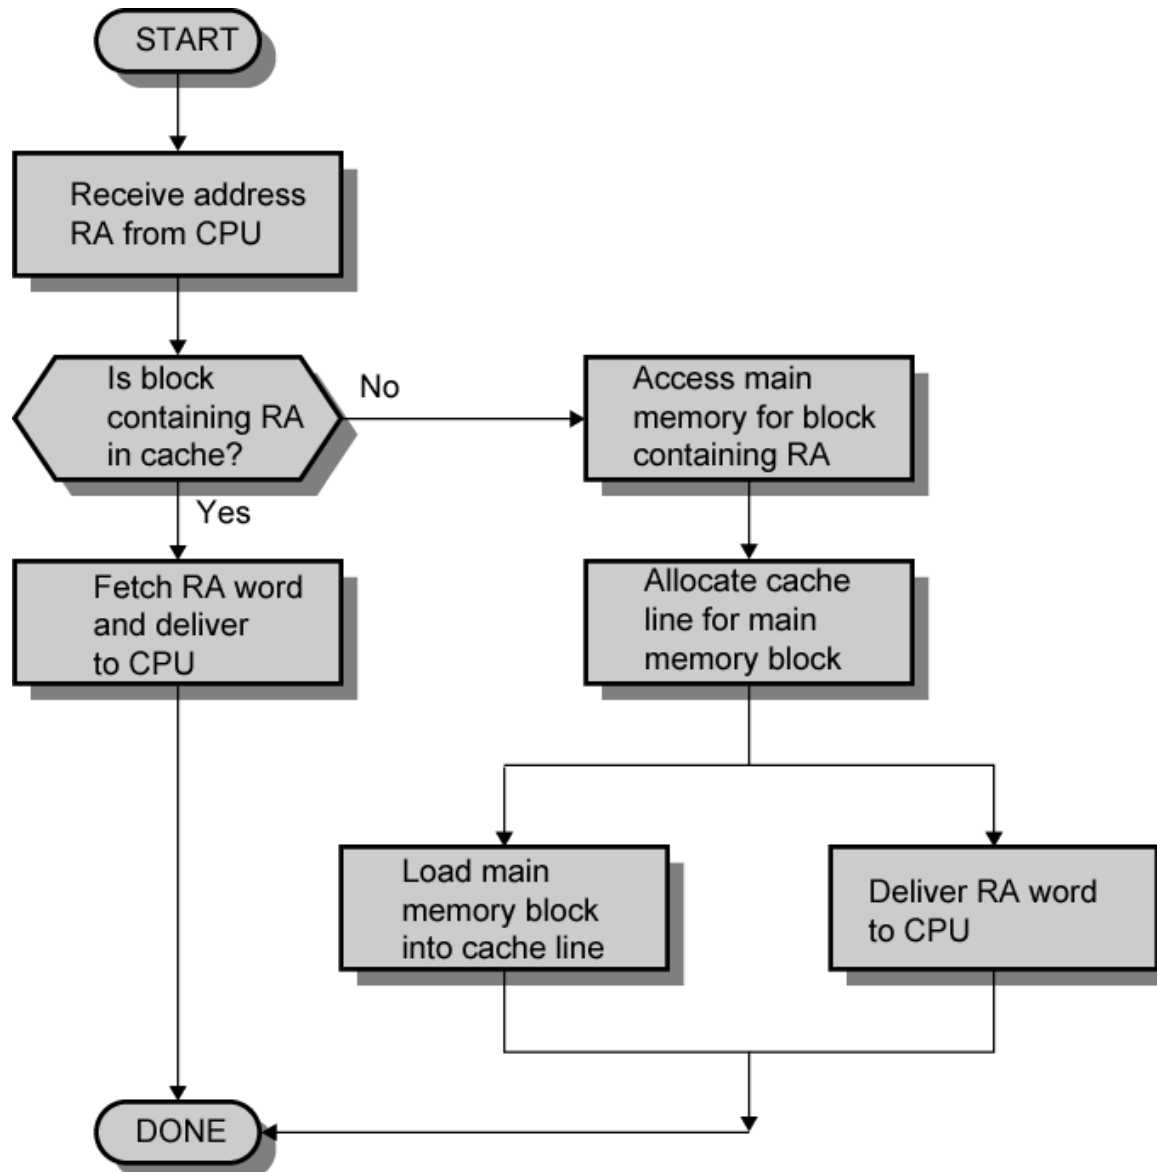 START
Receive address
RA from CPU
Is block
containing RA
in cache?
No
Access main
memory for block
containing RA
Yes
Fetch RA word
and deliver
to CPU
Allocate cache
line for main
memory block
Load main
memory block
into cache line
Deliver RA word
to CPU
DONE